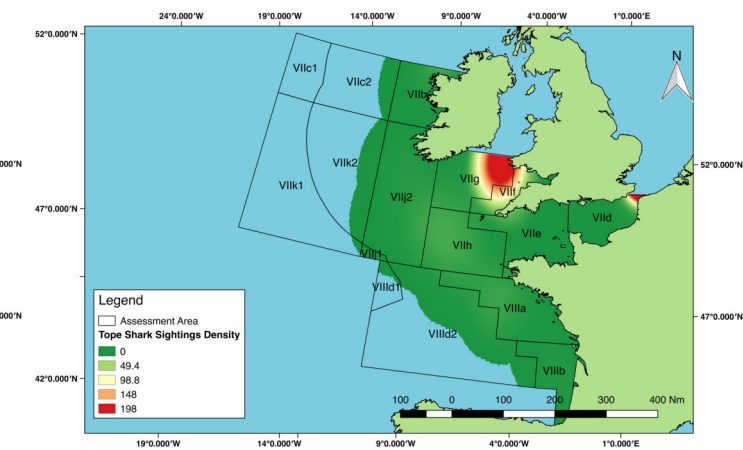 24°0.000'W 19°0.000'W 14°0.000'W 9°0.000'W 4°0.000'W 1°0.000'E
52°0.000'N
N
VIIc1
VIIc2
VIIb
000'N
52°0.000'N
VIIk2
VIIg
VIIk1
VIIf
VIIj2
47°0.000'N
VIId
VIIe
VIIh
VIIj1
VIIId1
Legend
Assessment Area
VIIIa
000'N
47°0.000'N
Tope Shark Sightings Density
VIIId2
0
49.4
98.8
VIIIb
42°0.000'N
148
198
100 0 100 200 300 400 Nm
19°0.000'W 14°0.000'W 9°0.000'W 4°0.000'W 1°0.000'E